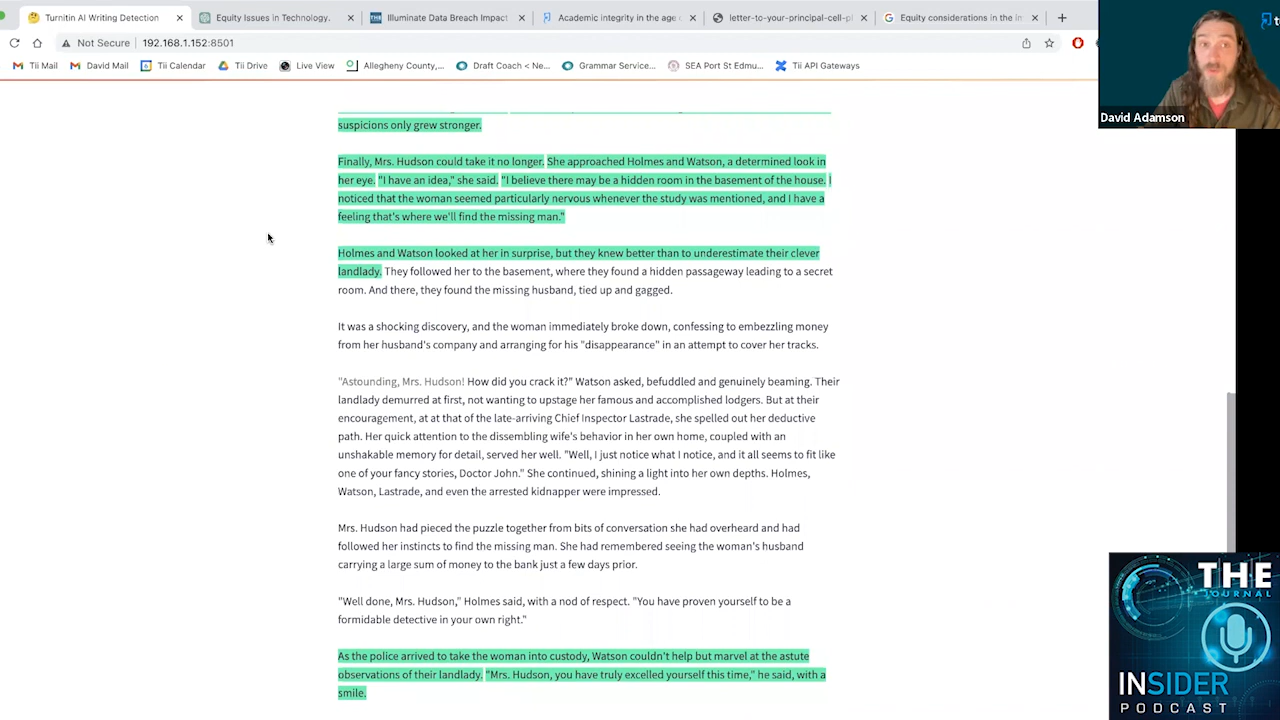 Turnitin AI Writing Detection
Equity Issues in Technology.
Illuminate Data Breach Impact
Academic integrity in the age
letter-to-your-principal-cell-p
Equity considerations in the in
Not Secure 192.168.1.152:8501
Tii Mail
David Mail
Tii Calendar
Tii Drive
Live View
Allegheny County,...
Draft Coach < Ne...
Grammar Service...
SEA Port St Edmu...
Tii API Gateways
David Adamson
suspicions only grew stronger.
Finally, Mrs. Hudson could take it no longer. She approached Holmes and Watson, a determined look in
her eye. "I have an idea," she said. "I believe there may be a hidden room in the basement of the house. I
noticed that the woman seemed particularly nervous whenever the study was mentioned, and I have a
feeling that's where we'll find the missing man."
Holmes and Watson looked at her in surprise, but they knew better than to underestimate their clever
landlady. They followed her to the basement, where they found a hidden passageway leading to a secret
room. And there, they found the missing husband, tied up and gagged.
It was a shocking discovery, and the woman immediately broke down, confessing to embezzling money
from her husband's company and arranging for his "disappearance" in an attempt to cover her tracks.
"Astounding, Mrs. Hudson! How did you crack it?" Watson asked, befuddled and genuinely beaming. Their
landlady demurred at first, not wanting to upstage her famous and accomplished lodgers. But at their
encouragement, at at that of the late-arriving Chief Inspector Lastrade, she spelled out her deductive
path. Her quick attention to the dissembling wife's behavior in her own home, coupled with an
unshakable memory for detail, served her well. "Well, I just notice what I notice, and it all seems to fit like
one of your fancy stories, Doctor John." She continued, shining a light into her own depths. Holmes,
Watson, Lastrade, and even the arrested kidnapper were impressed.
Mrs. Hudson had pieced the puzzle together from bits of conversation she had overheard and had
followed her instincts to find the missing man. She had remembered seeing the woman's husband
carrying a large sum of money to the bank just a few days prior.
"Well done, Mrs. Hudson," Holmes said, with a nod of respect. "You have proven yourself to be a
formidable detective in your own right."
As the police arrived to take the woman into custody, Watson couldn't help but marvel at the astute
observations of their landlady. "Mrs. Hudson, you have truly excelled yourself this time," he said, with a
smile.
THE
JOURNAL
INSIDER
PODCAST